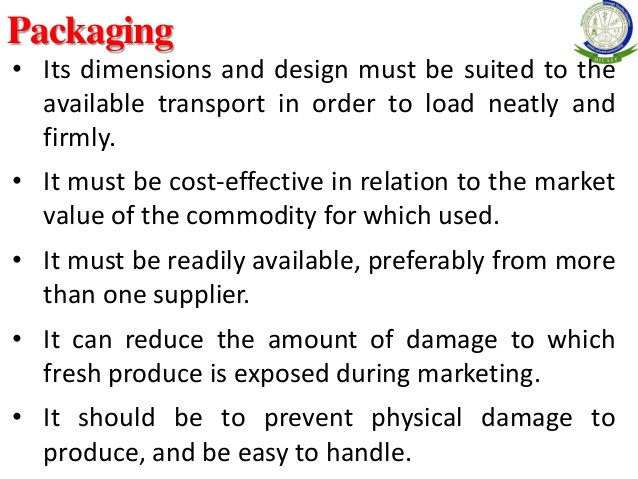 Packaging
• Its dimensions and design must be suited to the
available transport in order to load neatly and
firmly.
• It must be cost-effective in relation to the market
value of the commodity for which used.
• It must be readily available, preferably from more
than one supplier.
• It can reduce the amount of damage to which
fresh produce is exposed during marketing.
• It should be to prevent physical damage to
produce, and be easy to handle.